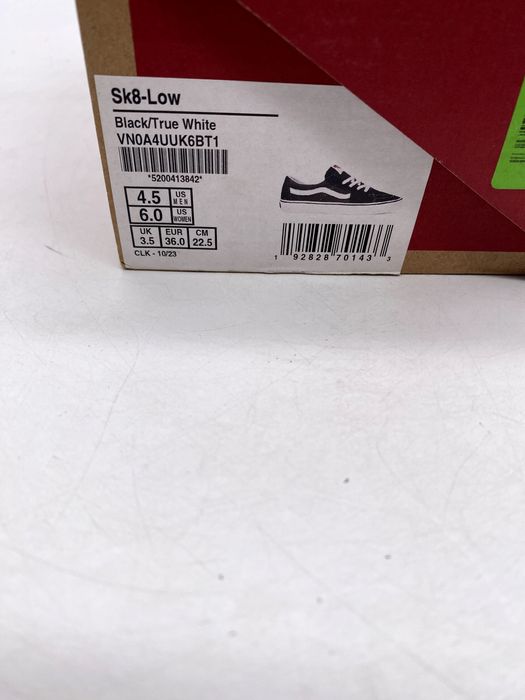 Sk8-Low
Black/True White
VN0A4UUK6BT1
*5200413842*
4.5 US MEN
6.0 US WOMEN
UK EUR CM
3.5 36.0 22.5
CLK - 10/23
1 92828 70143 3